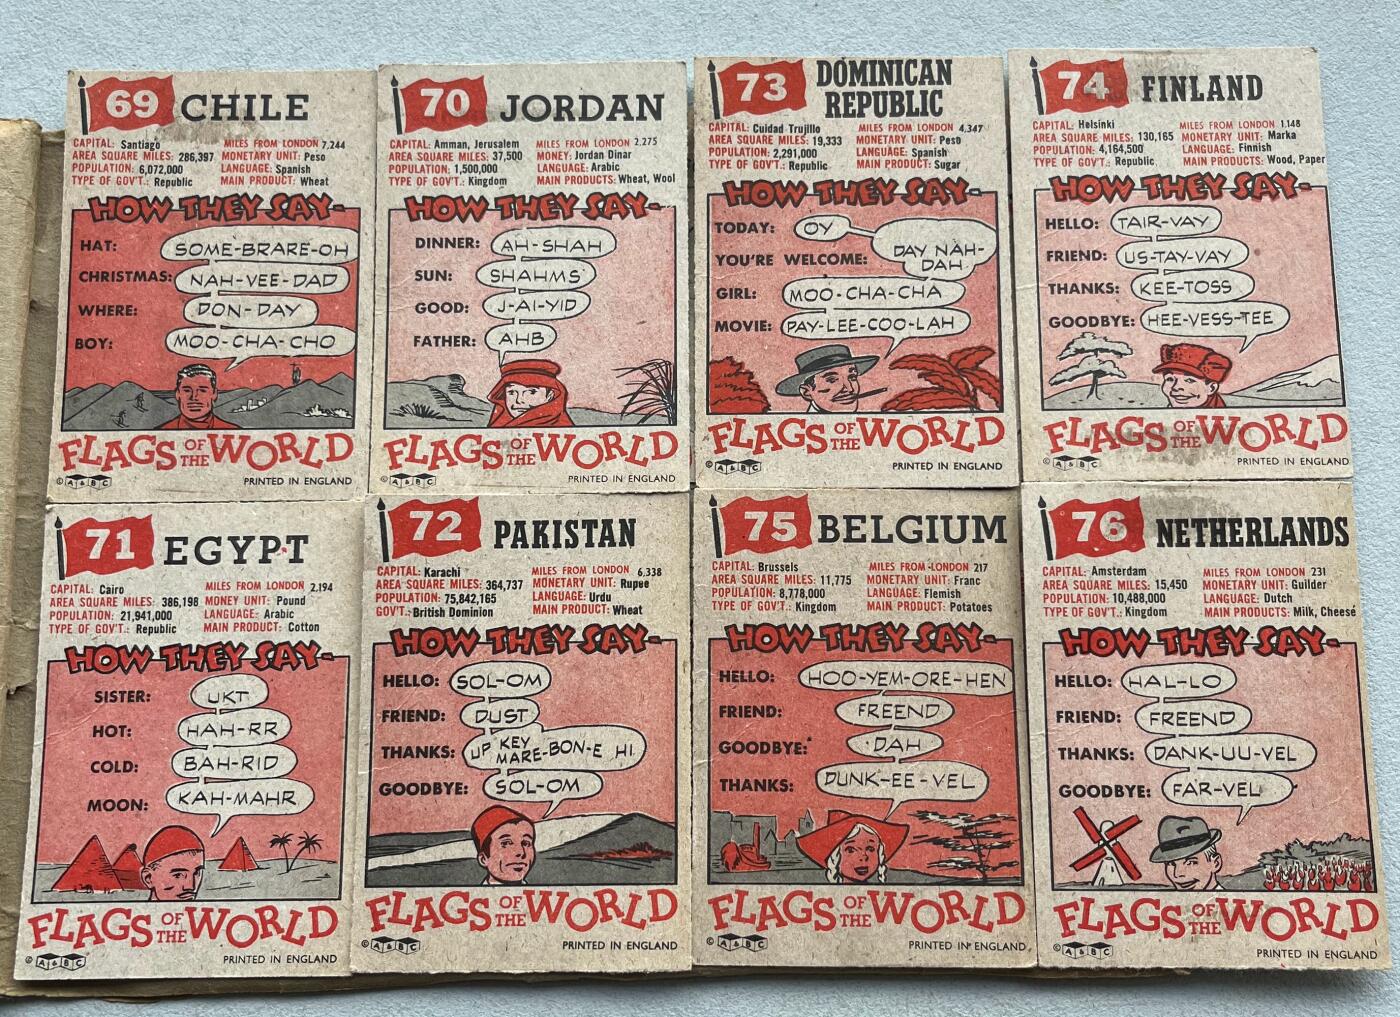 69 CHILE
CAPITAL: Santiago MILES FROM LONDON 7,244
AREA SQUARE MILES: 286,397 MONETARY UNIT: Peso
POPULATION: 6,072,000 LANGUAGE: Spanish
TYPE OF GOV'T.: Republic MAIN PRODUCT: Wheat
HOW THEY SAY-
HAT: SOME-BRARE-OH
CHRISTMAS: NAH-VEE-DAD
WHERE: DON-DAY
BOY: MOO-CHA-CHO
FLAGS OF THE WORLD
© A & BC PRINTED IN ENGLAND
70 JORDAN
CAPITAL: Amman, Jerusalem MILES FROM LONDON 2.275
AREA SQUARE MILES: 37,500 MONEY: Jordan Dinar
POPULATION: 1,500,000 LANGUAGE: Arabic
TYPE OF GOV'T.: Kingdom MAIN PRODUCTS: Wheat, Wool
HOW THEY SAY-
DINNER: AH-SHAH
SUN: SHAHMS
GOOD: J-AI-YID
FATHER: AHB
FLAGS OF THE WORLD
© A & BC PRINTED IN ENGLAND
73 DOMINICAN REPUBLIC
CAPITAL: Cuidad Trujillo MILES FROM LONDON 4,347
AREA SQUARE MILES: 19,333 MONETARY UNIT: Peso
POPULATION: 2,291,000 LANGUAGE: Spanish
TYPE OF GOV'T.: Republic MAIN PRODUCT: Sugar
HOW THEY SAY-
TODAY: OY
YOU'RE WELCOME: DAY NAH-DAH
GIRL: MOO-CHA-CHA
MOVIE: PAY-LEE-COO-LAH
FLAGS OF THE WORLD
© A & BC PRINTED IN ENGLAND
74 FINLAND
CAPITAL: Helsinki MILES FROM LONDON 1.148
AREA SQUARE MILES: 130,165 MONETARY UNIT: Marka
POPULATION: 4,164,500 LANGUAGE: Finnish
TYPE OF GOV'T.: Republic MAIN PRODUCTS: Wood, Paper
HOW THEY SAY-
HELLO: TAIR-VAY
FRIEND: US-TAY-VAY
THANKS: KEE-TOSS
GOODBYE: HEE-VESS-TEE
FLAGS OF THE WORLD
© A & BC PRINTED IN ENGLAND
71 EGYPT
CAPITAL: Cairo MILES FROM LONDON 2,194
AREA SQUARE MILES: 386,198 MONEY UNIT: Pound
POPULATION: 21,941,000 LANGUAGE: Arabic
TYPE OF GOV'T.: Republic MAIN PRODUCT: Cotton
HOW THEY SAY-
SISTER: UKT
HOT: HAH-RR
COLD: BAH-RID
MOON: KAH-MAHR
FLAGS OF THE WORLD
© A & BC PRINTED IN ENGLAND
72 PAKISTAN
CAPITAL: Karachi MILES FROM LONDON 6,338
AREA SQUARE MILES: 364,737 MONETARY UNIT: Rupee
POPULATION: 75,842,165 LANGUAGE: Urdu
GOV'T.: British Dominion MAIN PRODUCT: Wheat
HOW THEY SAY-
HELLO: SOL-OM
FRIEND: DUST
THANKS: UP KEY MARE-BON-E HI
GOODBYE: SOL-OM
FLAGS OF THE WORLD
© A & BC PRINTED IN ENGLAND
75 BELGIUM
CAPITAL: Brussels MILES FROM LONDON 217
AREA SQUARE MILES: 11,775 MONETARY UNIT: Franc
POPULATION: 8,778,000 LANGUAGE: Flemish
TYPE OF GOV'T.: Kingdom MAIN PRODUCT: Potatoes
HOW THEY SAY-
HELLO: HOO-YEM-ORE-HEN
FRIEND: FREEND
GOODBYE: DAH
THANKS: DUNK-EE-VEL
FLAGS OF THE WORLD
© A & BC PRINTED IN ENGLAND
76 NETHERLANDS
CAPITAL: Amsterdam MILES FROM LONDON 231
AREA SQUARE MILES: 15,450 MONETARY UNIT: Guilder
POPULATION: 10,488,000 LANGUAGE: Dutch
TYPE OF GOV'T.: Kingdom MAIN PRODUCTS: Milk, Cheese
HOW THEY SAY-
HELLO: HAL-LO
FRIEND: FREEND
THANKS: DANK-UU-VEL
GOODBYE: FAR-VEL
FLAGS OF THE WORLD
© A & BC PRINTED IN ENGLAND